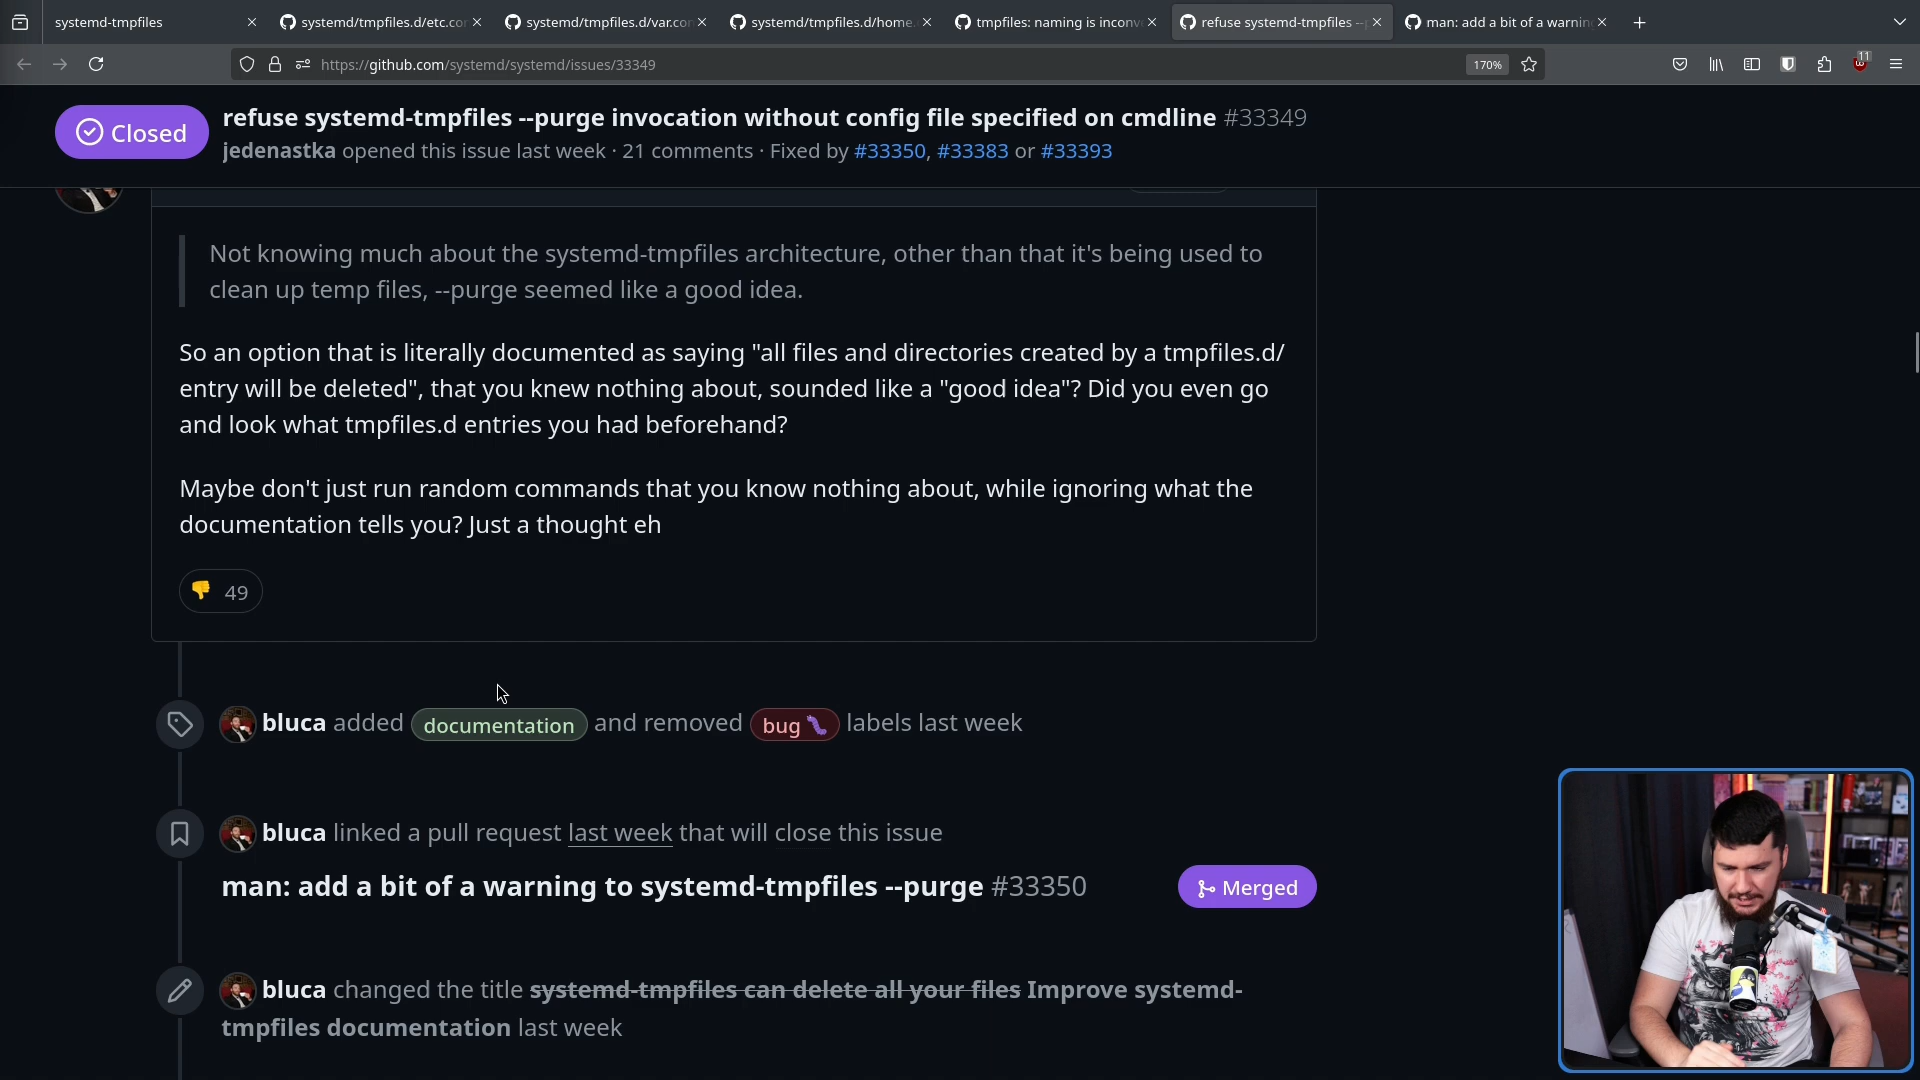 systemd-tmpfiles
systemd/tmpfiles.d/etc.co
systemd/tmpfiles.d/var.co
systemd/tmpfiles.d/home.
tmpfiles: naming is inconv
refuse systemd-tmpfiles --
man: add a bit of a warnin
https://github.com/systemd/systemd/issues/33349
170%
11
Closed
refuse systemd-tmpfiles --purge invocation without config file specified on cmdline #33349
jedenastka opened this issue last week · 21 comments · Fixed by #33350, #33383 or #33393
Not knowing much about the systemd-tmpfiles architecture, other than that it's being used to
clean up temp files, --purge seemed like a good idea.
So an option that is literally documented as saying "all files and directories created by a tmpfiles.d/
entry will be deleted", that you knew nothing about, sounded like a "good idea"? Did you even go
and look what tmpfiles.d entries you had beforehand?
Maybe don't just run random commands that you know nothing about, while ignoring what the
documentation tells you? Just a thought eh
👎 49
bluca added documentation and removed bug 🐛 labels last week
bluca linked a pull request last week that will close this issue
man: add a bit of a warning to systemd-tmpfiles --purge #33350
Merged
bluca changed the title systemd-tmpfiles can delete all your files Improve systemd-
tmpfiles documentation last week